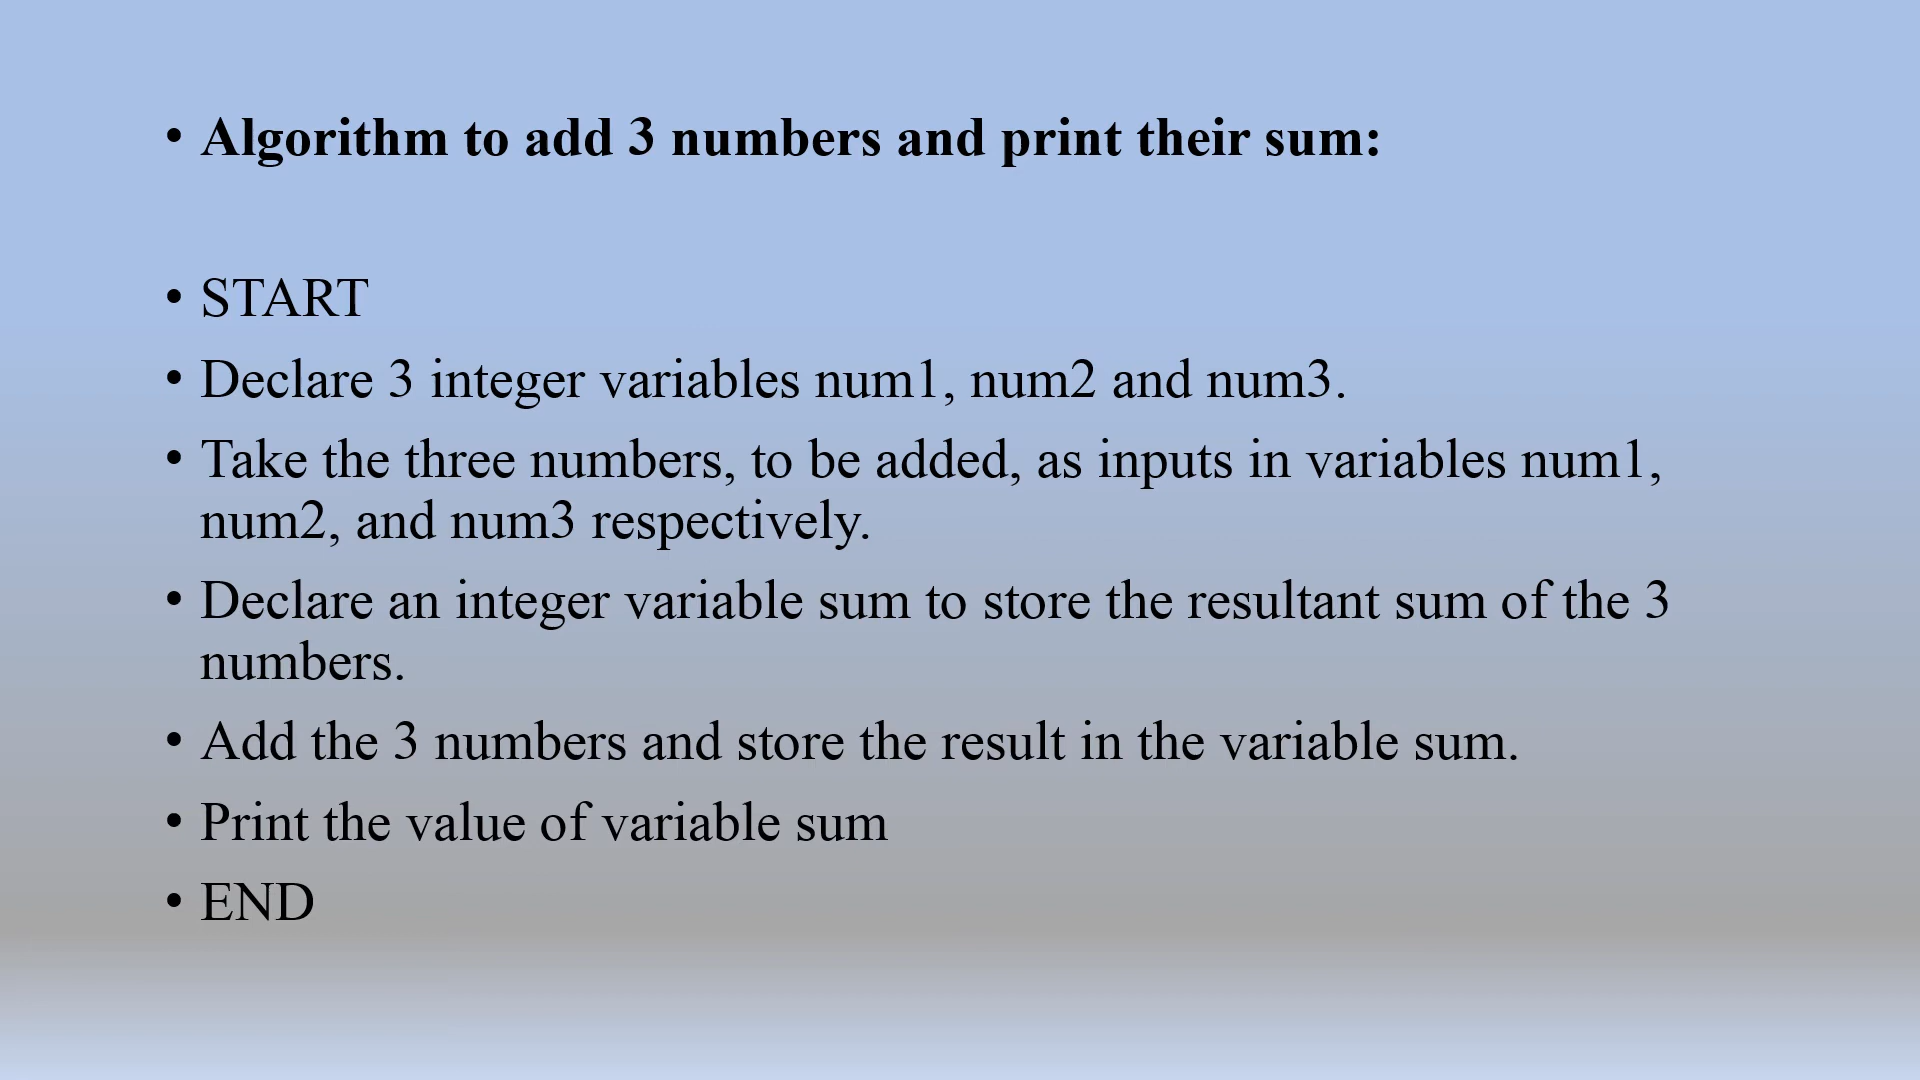 • Algorithm to add 3 numbers and print their sum:
• START
• Declare 3 integer variables num1, num2 and num3.
• Take the three numbers, to be added, as inputs in variables num1,
num2, and num3 respectively.
• Declare an integer variable sum to store the resultant sum of the 3
numbers.
• Add the 3 numbers and store the result in the variable sum.
• Print the value of variable sum
• END